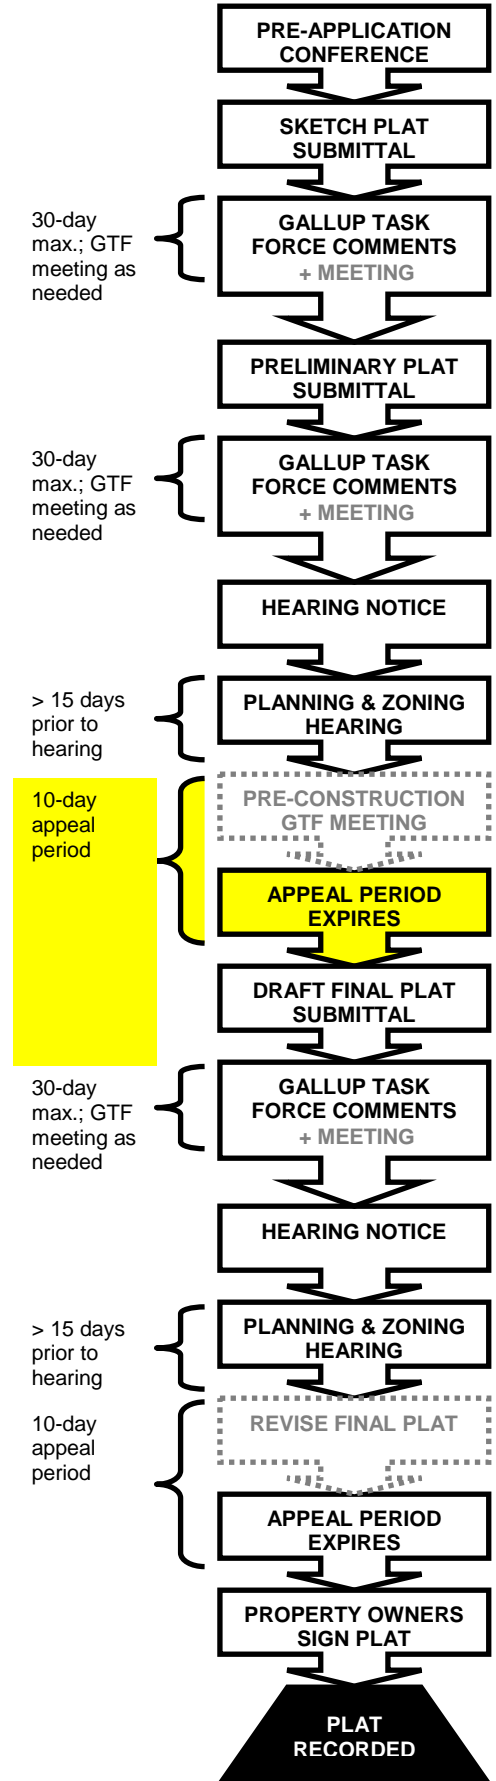 PRE-APPLICATION
CONFERENCE
SKETCH PLAT
SUBMITTAL
30-day
max.; GTF
meeting as
needed
GALLUP TASK
FORCE COMMENTS
+ MEETING
PRELIMINARY PLAT
SUBMITTAL
30-day
max.; GTF
meeting as
needed
GALLUP TASK
FORCE COMMENTS
+ MEETING
HEARING NOTICE
> 15 days
prior to
hearing
PLANNING & ZONING
HEARING
10-day
appeal
period
PRE-CONSTRUCTION
GTF MEETING
APPEAL PERIOD
EXPIRES
DRAFT FINAL PLAT
SUBMITTAL
30-day
max.; GTF
meeting as
needed
GALLUP TASK
FORCE COMMENTS
+ MEETING
HEARING NOTICE
> 15 days
prior to
hearing
PLANNING & ZONING
HEARING
10-day
appeal
period
REVISE FINAL PLAT
APPEAL PERIOD
EXPIRES
PROPERTY OWNERS
SIGN PLAT
PLAT
RECORDED